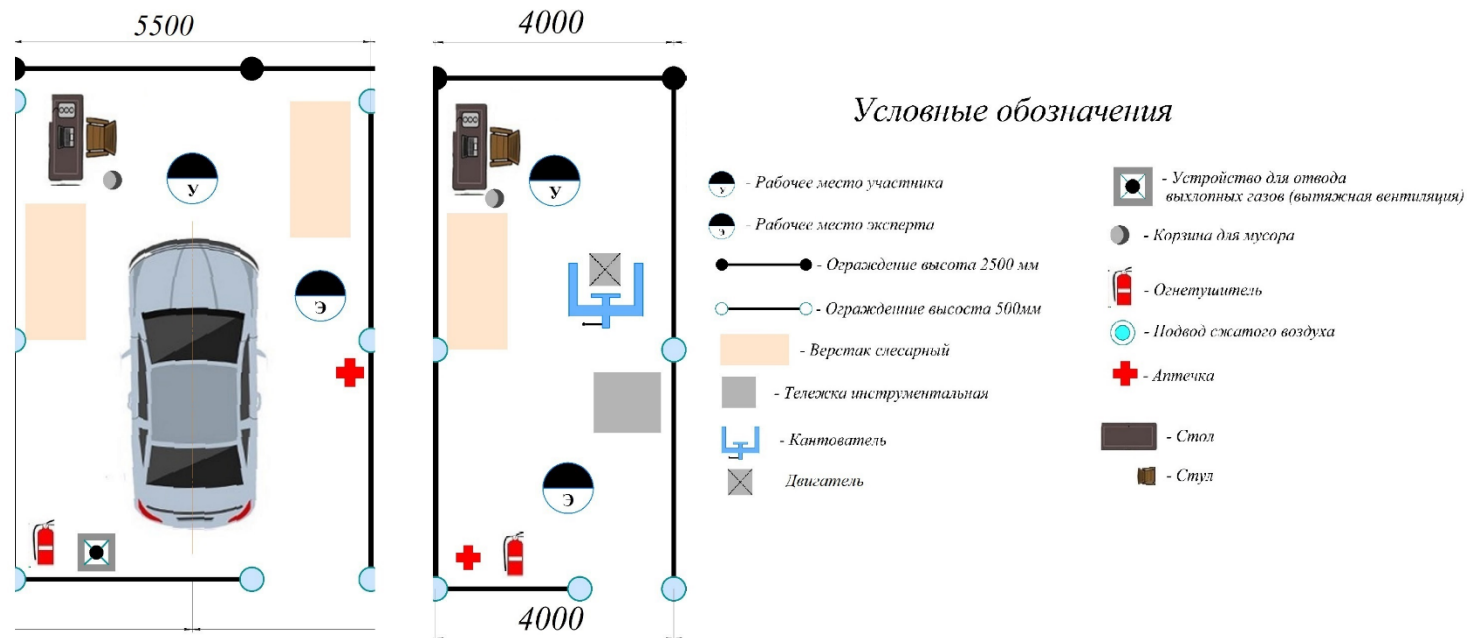 5500
4000
Условные обозначения
У
У
Э
Э
4000
У - Рабочее место участника
Э - Рабочее место эксперта
- Ограждение высота 2500 мм
- Огражденние высоста 500мм
- Верстак слесарный
- Тележка инструментальная
- Кантователь
Двигатель
- Устройство для отвода
выхлопных газов (вытяжная вентиляция)
- Корзина для мусора
- Огнетушитель
- Подвод сжатого воздуха
- Аптечка
- Стол
- Стул